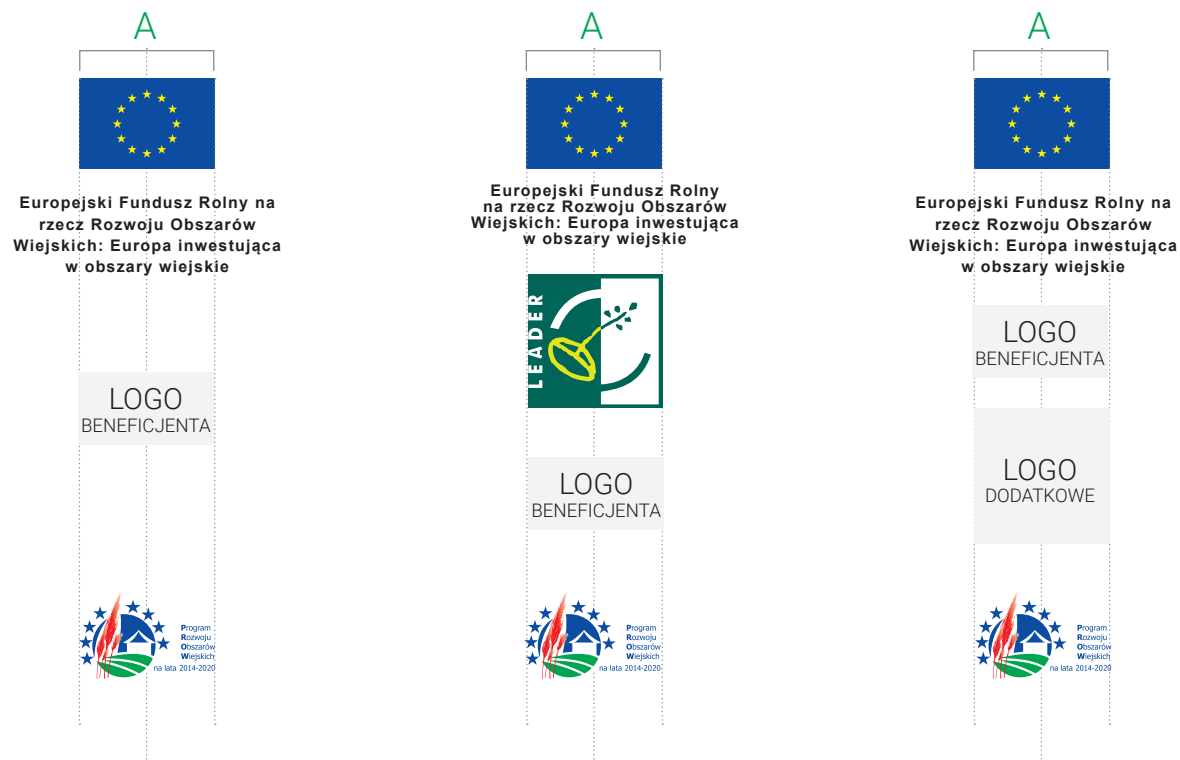 A
Europejski Fundusz Rolny na
rzecz Rozwoju Obszarów
Wiejskich: Europa inwestująca
w obszary wiejskie
LOGO
BENEFICJENTA
Program
Rozwoju
Obszarów
Wiejskich
na lata 2014-2020
A
Europejski Fundusz Rolny
na rzecz Rozwoju Obszarów
Wiejskich: Europa inwestująca
w obszary wiejskie
LEADER
LOGO
BENEFICJENTA
Program
Rozwoju
Obszarów
Wiejskich
na lata 2014-2020
A
Europejski Fundusz Rolny na
rzecz Rozwoju Obszarów
Wiejskich: Europa inwestująca
w obszary wiejskie
LOGO
BENEFICJENTA
LOGO
DODATKOWE
Program
Rozwoju
Obszarów
Wiejskich
na lata 2014-2020